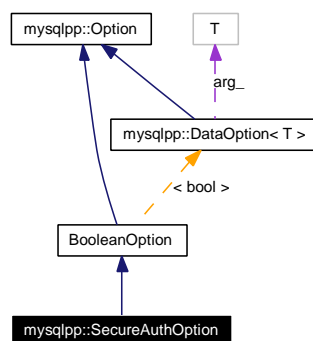 mysqlpp::Option
T
arg_
mysqlpp::DataOption< T >
< bool >
BooleanOption
mysqlpp::SecureAuthOption